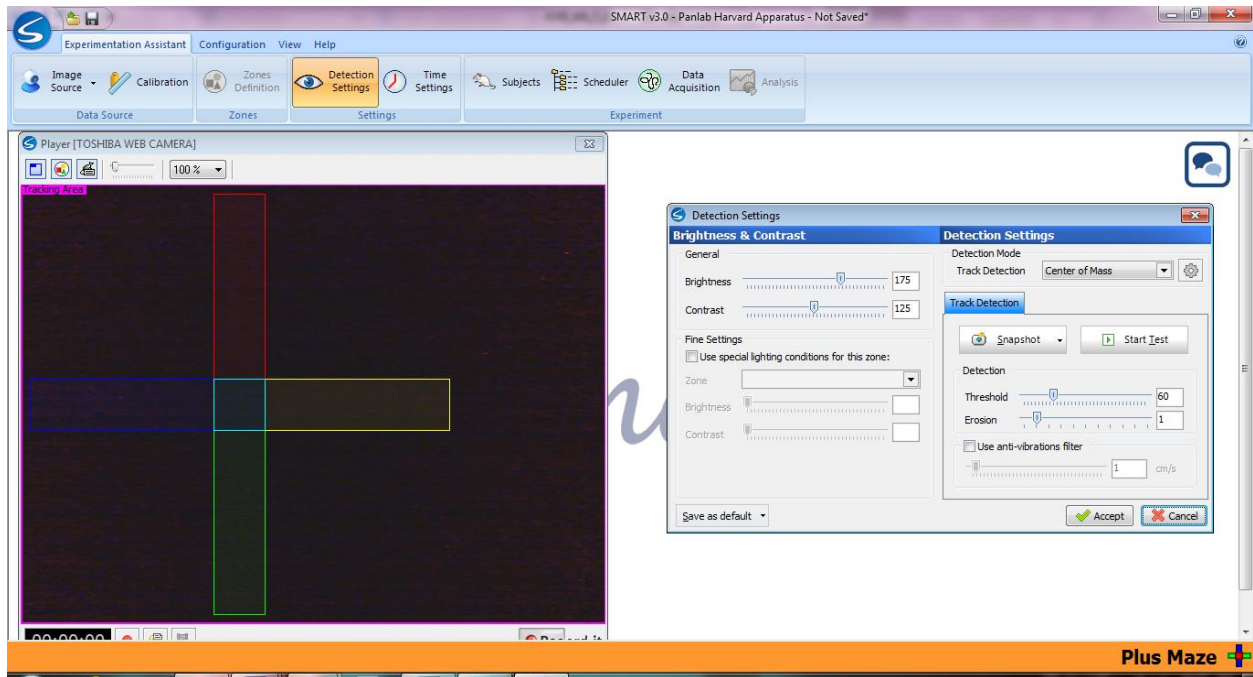 SMART v3.0 - Panlab Harvard Apparatus - Not Saved*
Experimentation Assistant Configuration View Help
Image Source Calibration Zones Definition Detection Settings Time Settings Subjects Scheduler Data Acquisition Analysis
Data Source Zones Settings Experiment
Player [TOSHIBA WEB CAMERA]
100 %
Tracking Area
Detection Settings
Brightness & Contrast
General
Brightness 175
Contrast 125
Fine Settings
Use special lighting conditions for this zone:
Zone
Brightness
Contrast
Save as default
Detection Settings
Detection Mode
Track Detection Center of Mass
Track Detection
Snapshot Start Test
Detection
Threshold 60
Erosion 1
Use anti-vibrations filter
1 cm/s
Accept Cancel
Plus Maze